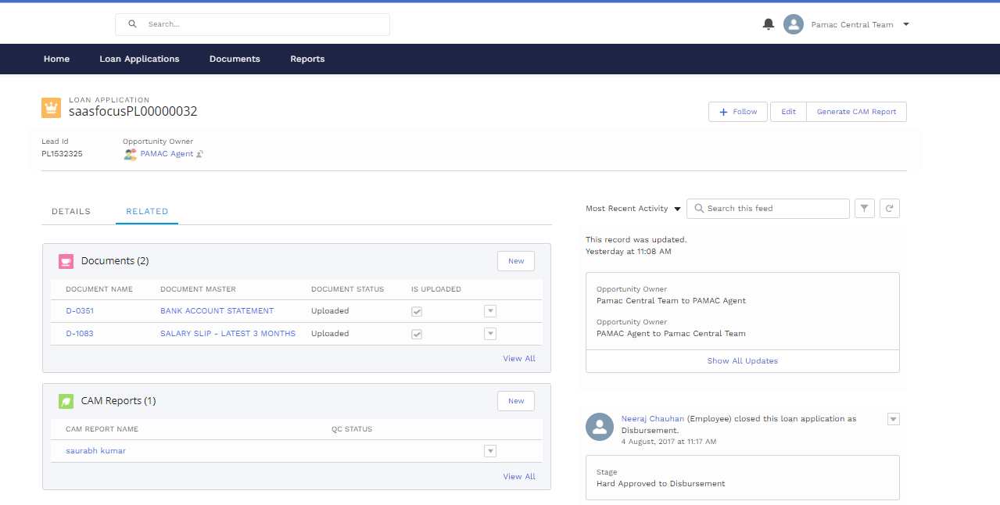 Search...
Pamac Central Team
Home Loan Applications Documents Reports
LOAN APPLICATION
saasfocusPL00000032
Follow Edit Generate CAM Report
Lead Id Opportunity Owner
PL1532325 PAMAC Agent
DETAILS RELATED
Documents (2) New
DOCUMENT NAME DOCUMENT MASTER DOCUMENT STATUS IS UPLOADED
D-0351 BANK ACCOUNT STATEMENT Uploaded
D-1083 SALARY SLIP - LATEST 3 MONTHS Uploaded
View All
CAM Reports (1) New
CAM REPORT NAME QC STATUS
saurabh kumar
View All
Most Recent Activity Search this feed
This record was updated.
Yesterday at 11:08 AM
Opportunity Owner
Pamac Central Team to PAMAC Agent
Opportunity Owner
PAMAC Agent to Pamac Central Team
Show All Updates
Neeraj Chauhan (Employee) closed this loan application as
Disbursement.
4 August, 2017 at 11:17 AM
Stage
Hard Approved to Disbursement